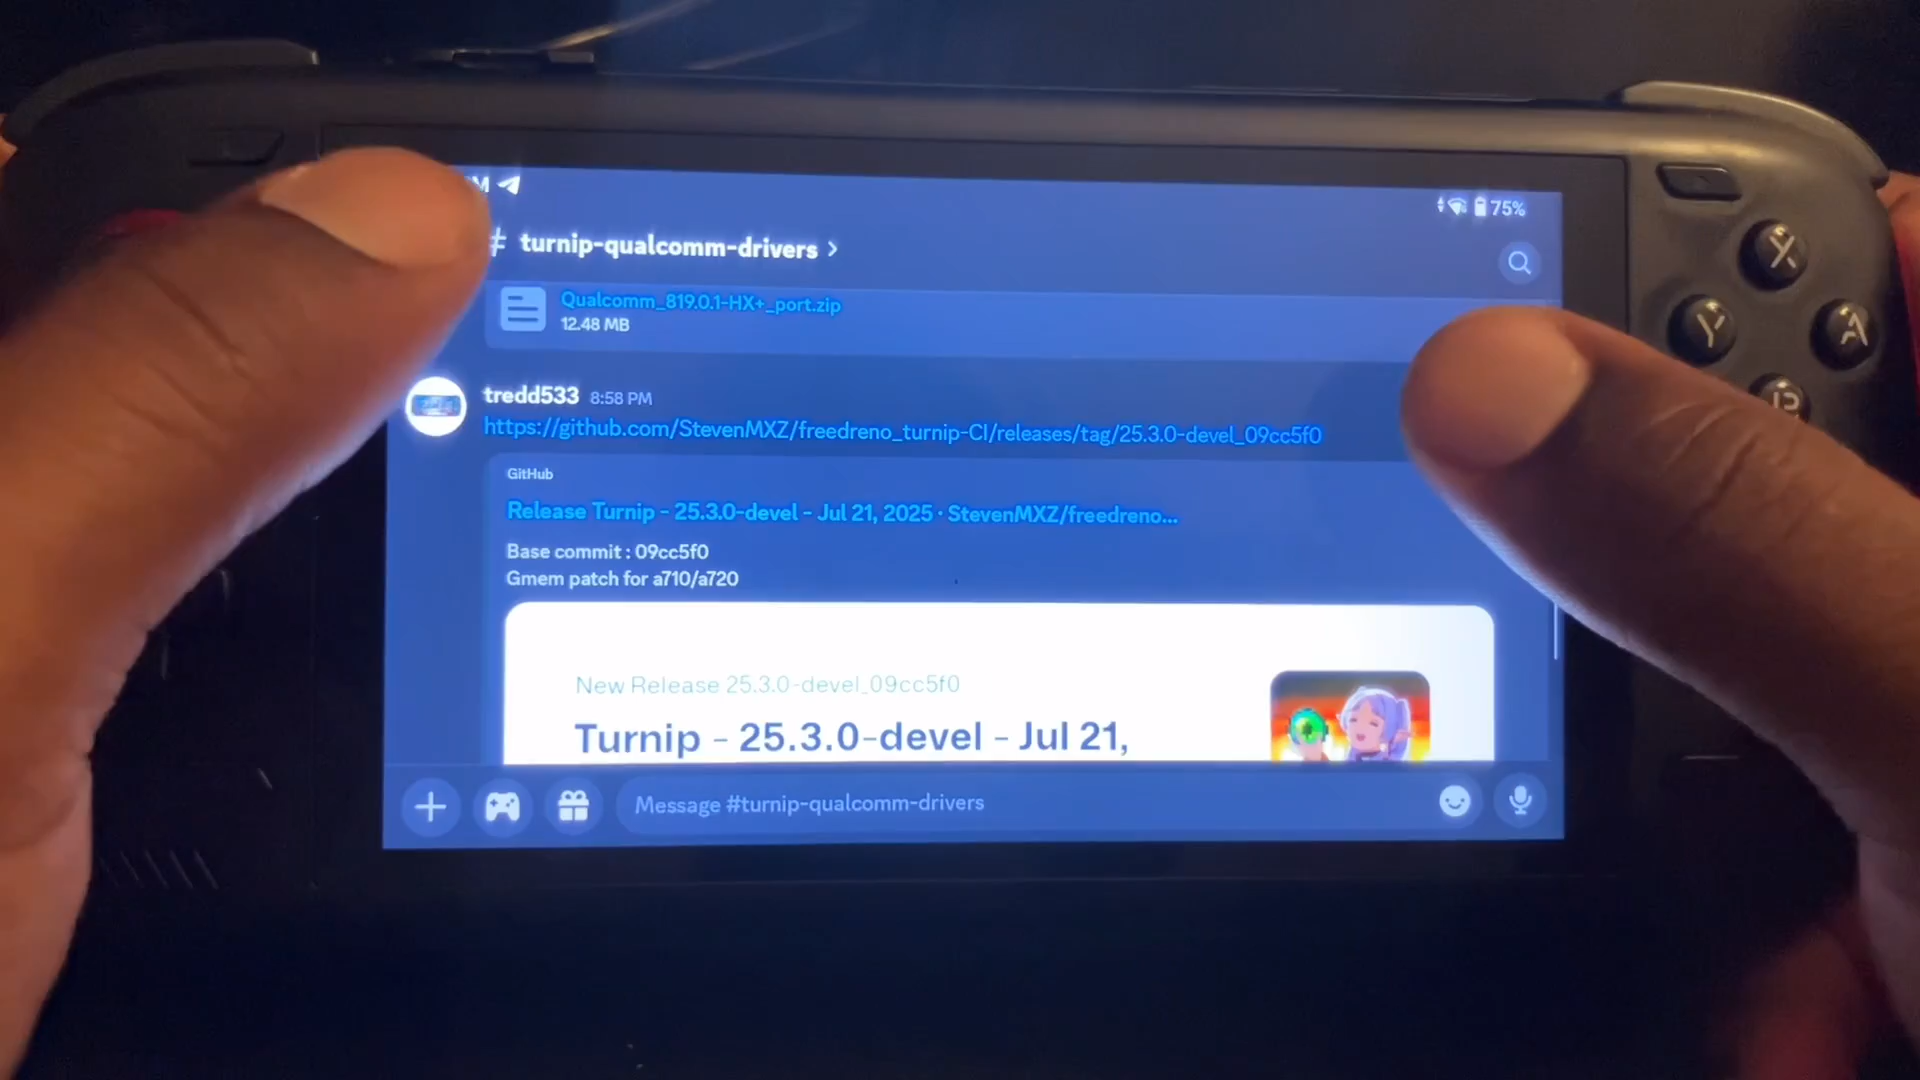 M
75%
# turnip-qualcomm-drivers >
Qualcomm_819.0.1-HX+_port.zip
12.48 MB
tredd533 8:58 PM
https://github.com/StevenMXZ/freedreno_turnip-CI/releases/tag/25.3.0-devel_09cc5f0
GitHub
Release Turnip - 25.3.0-devel - Jul 21, 2025 · StevenMXZ/freedreno...
Base commit : 09cc5f0
Gmem patch for a710/a720
New Release 25.3.0-devel_09cc5f0
Turnip - 25.3.0-devel - Jul 21,
Message #turnip-qualcomm-drivers
X
Y
A
B